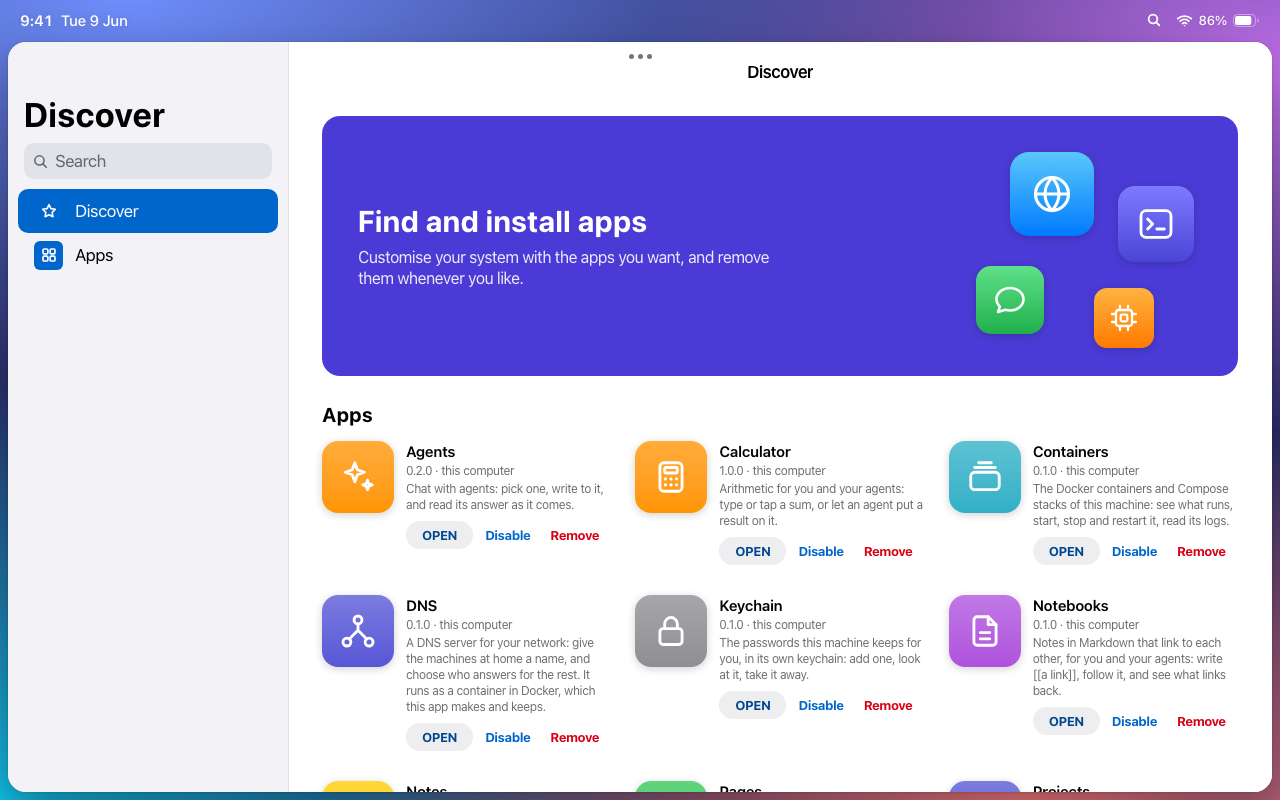 9:41 Tue 9 Jun
86%
Discover
Discover
Search
Discover
Apps
Find and install apps
Customise your system with the apps you want, and remove
them whenever you like.
Apps
Agents
0.2.0 · this computer
Chat with agents: pick one, write to it,
and read its answer as it comes.
OPEN Disable Remove
Calculator
1.0.0 · this computer
Arithmetic for you and your agents:
type or tap a sum, or let an agent put a
result on it.
OPEN Disable Remove
Containers
0.1.0 · this computer
The Docker containers and Compose
stacks of this machine: see what runs,
start, stop and restart it, read its logs.
OPEN Disable Remove
DNS
0.1.0 · this computer
A DNS server for your network: give
the machines at home a name, and
choose who answers for the rest. It
runs as a container in Docker, which
this app makes and keeps.
OPEN Disable Remove
Keychain
0.1.0 · this computer
The passwords this machine keeps for
you, in its own keychain: add one, look
at it, take it away.
OPEN Disable Remove
Notebooks
0.1.0 · this computer
Notes in Markdown that link to each
other, for you and your agents: write
[[a link]], follow it, and see what links
back.
OPEN Disable Remove
Notes
Pages
Projects